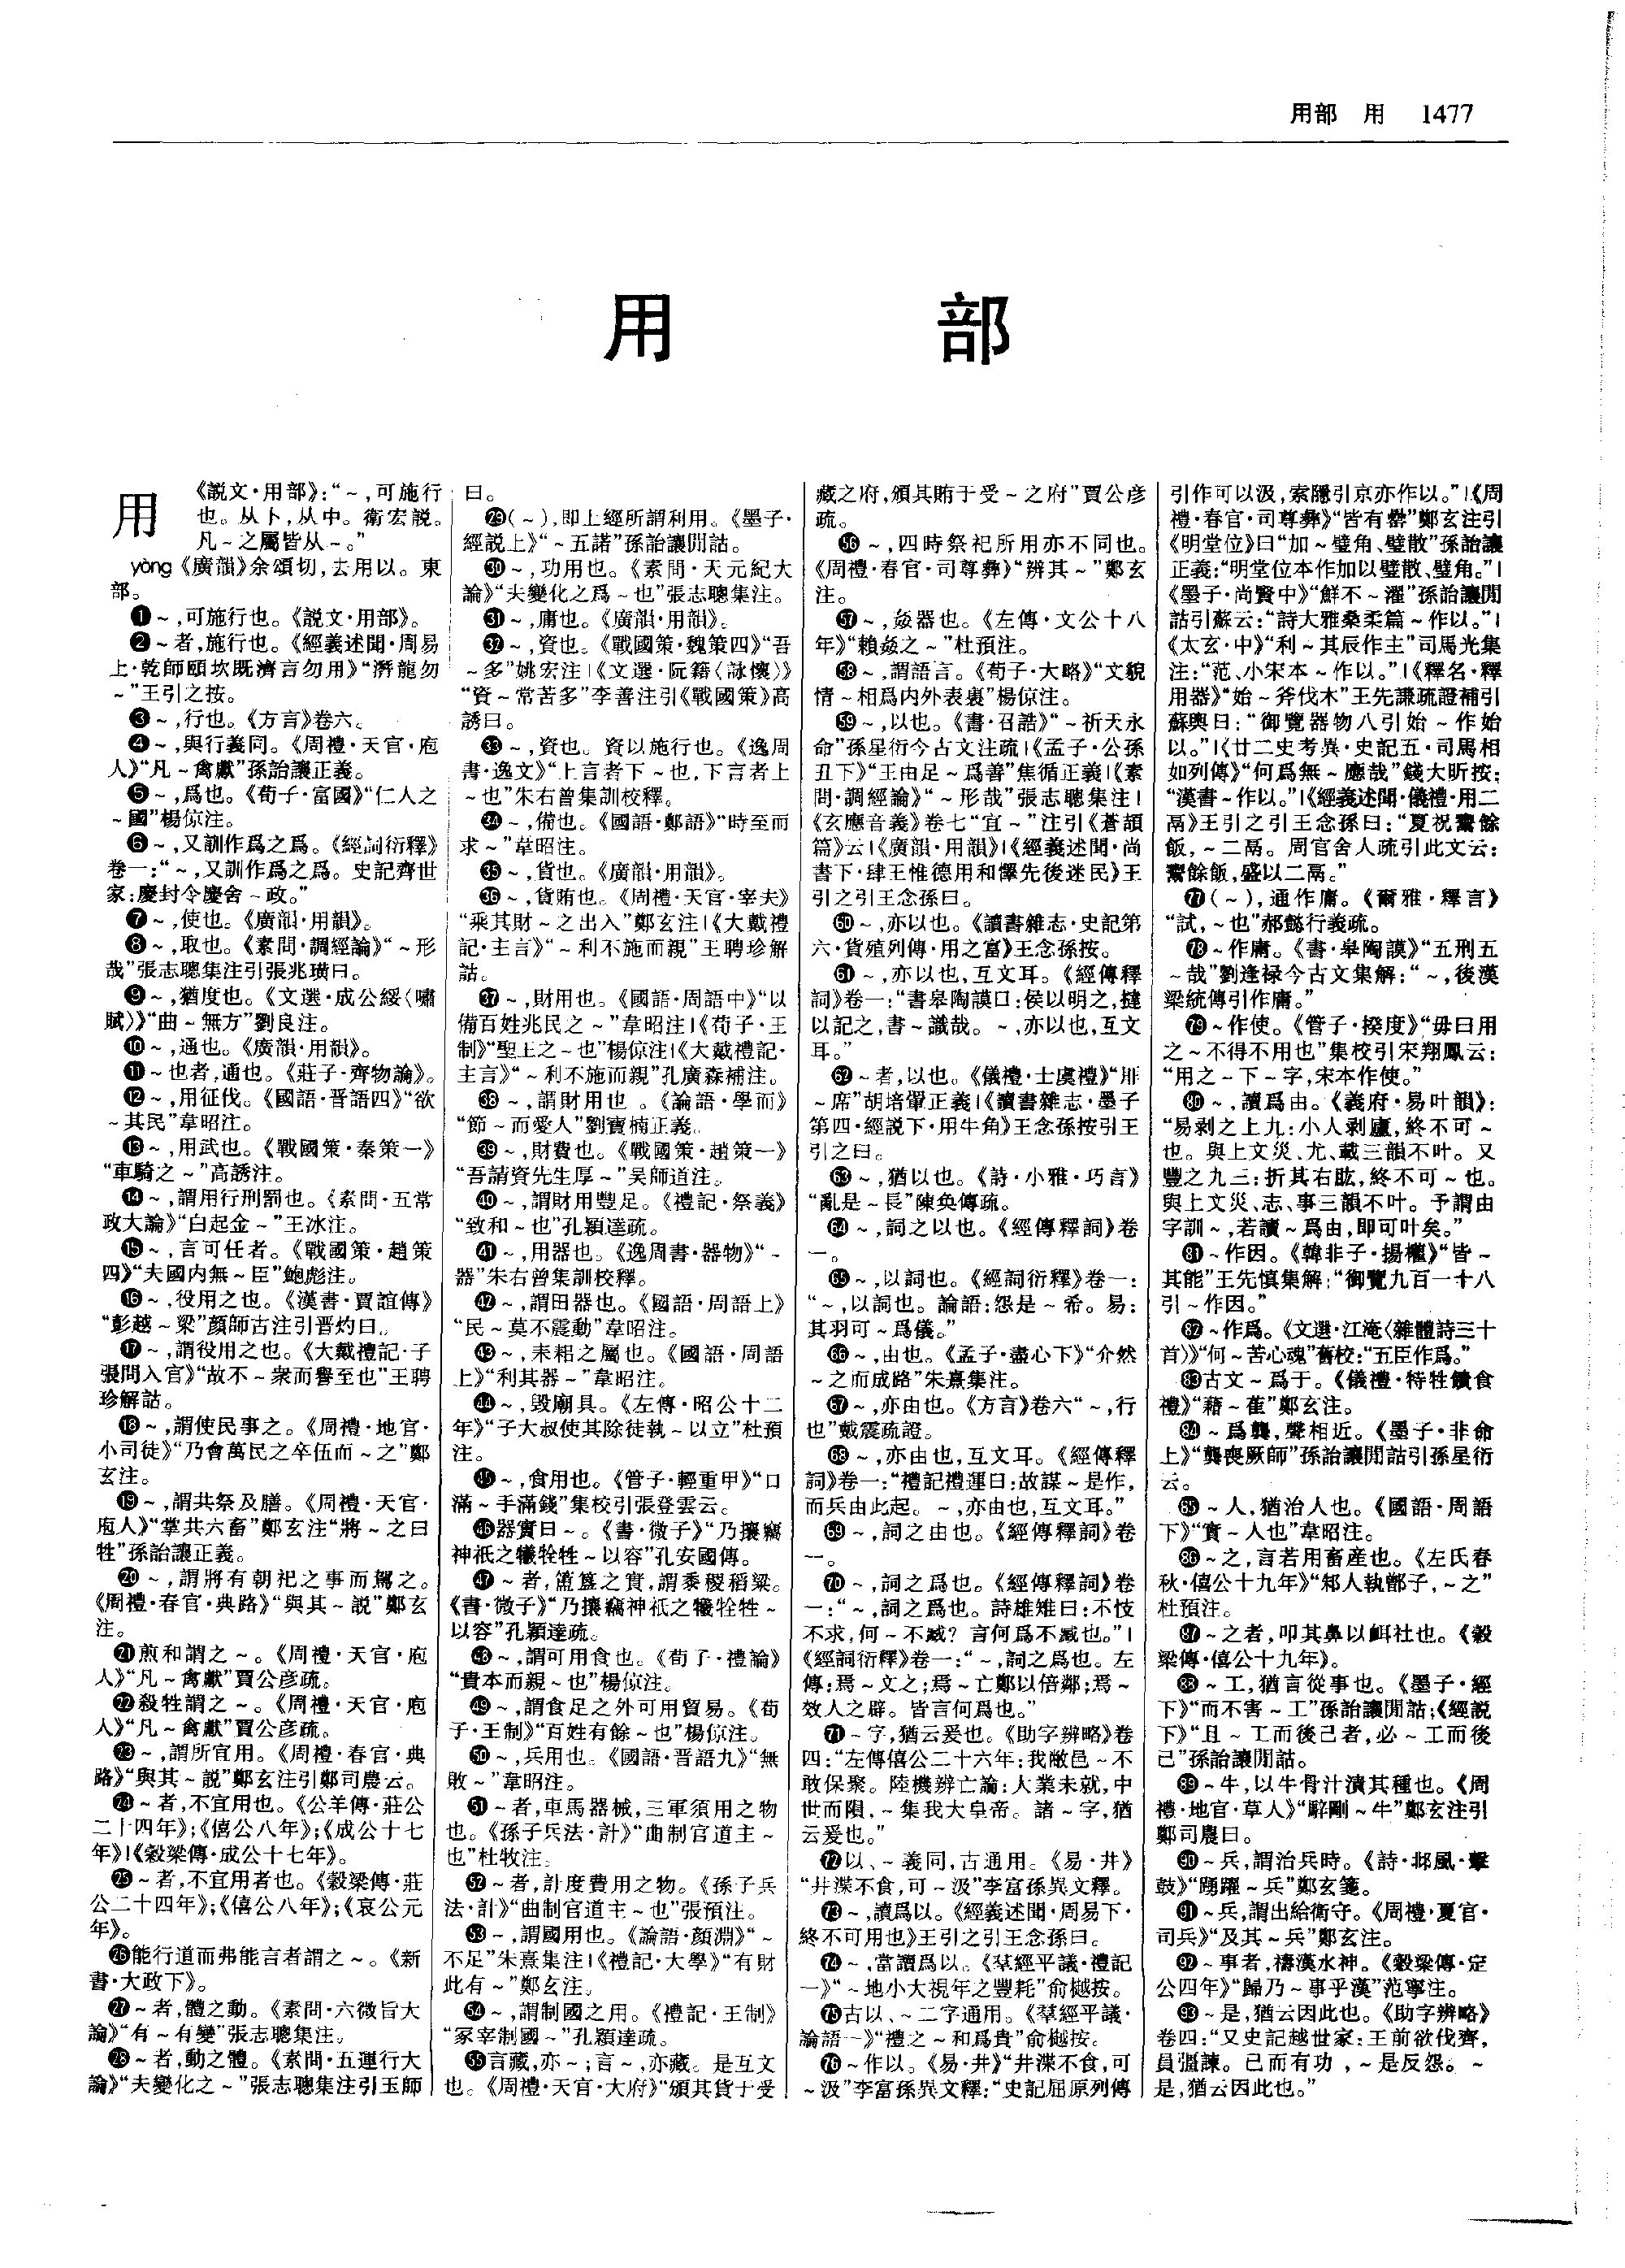 用部　用　1477
用　部
用
《説文·用部》：“～，可施行
也。从卜，从中。衛宏説。
凡～之屬皆从～。”
yòng《廣韻》余頌切，去用以。東
部。
❶～，可施行也。《説文·用部》。
❷～者，施行也。《經義述聞·周易
上·乾師頤坎既濟言勿用》“濳龍勿
～”王引之按。
❸～，行也。《方言》卷六。
❹～，與行義同。《周禮·天官·庖
人》“凡～禽獻”孫詒讓正義。
❺～，爲也。《荀子·富國》“仁人之
～國”楊倞注。
❻～，又訓作爲之爲。《經詞衍釋》
卷一：“～，又訓作爲之爲。史記齊世
家：慶封令慶舍～政。”
❼～，使也。《廣韻·用韻》。
❽～，取也。《素問·調經論》“～形
哉”張志聰集注引張兆璜曰。
❾～，猶度也。《文選·成公綏〈嘯
賦〉》“曲～無方”劉良注。
❿～，通也。《廣韻·用韻》。
⓫～也者，通也。《莊子·齊物論》。
⓬～，用征伐。《國語·晋語四》“欲
～其民”韋昭注。
⓭～，用武也。《戰國策·秦策一》
“車騎之～”高誘注。
⓮～，謂用行刑罰也。《素問·五常
政大論》“白起金～”王冰注。
⓯～，言可任者。《戰國策·趙策
四》“夫國内無～臣”鮑彪注。
⓰～，役用之也。《漢書·賈誼傳》
“彭越～梁”顔師古注引晋灼曰。
⓱～，謂役用之也。《大戴禮記·子
張問入官》“故不～衆而譽至也”王聘
珍解詁。
⓲～，謂使民事之。《周禮·地官·
小司徒》“乃會萬民之卒伍而～之”鄭
玄注。
⓳～，謂共祭及膳。《周禮·天官·
庖人》“掌共六畜”鄭玄注“將～之曰
牲”孫詒讓正義。
⓴～，謂將有朝祀之事而駕之。
《周禮·春官·典路》“與其～説”鄭玄
注。
㉑煎和謂之～。《周禮·天官·庖
人》“凡～禽獻”賈公彦疏。
㉒殺牲謂之～。《周禮·天官·庖
人》“凡～禽獻”賈公彦疏。
㉓～，謂所宜用。《周禮·春官·典
路》“與其～説”鄭玄注引鄭司農云。
㉔～者，不宜用也。《公羊傳·莊公
二十四年》；《僖公八年》；《成公十七
年》|《穀梁傳·成公十七年》。
㉕～者，不宜用者也。《穀梁傳·莊
公二十四年》；《僖公八年》；《哀公元
年》。
㉖能行道而弗能言者謂之～。《新
書·大政下》。
㉗～者，體之動。《素問·六微旨大
論》“有～有變”張志聰集注。
㉘～者，動之體。《素問·五運行大
論》“夫變化之～”張志聰集注引玉師
曰。
㉙（～），即上經所謂利用。《墨子·
經説上》“～五諾”孫詒讓閒詁。
㉚～，功用也。《素問·天元紀大
論》“夫變化之爲～也”張志聰集注。
㉛～，庸也。《廣韻·用韻》。
㉜～，資也。《戰國策·魏策四》“吾
～多”姚宏注|《文選·阮籍〈詠懷〉》
“資～常苦多”李善注引《戰國策》高
誘曰。
㉝～，資也。資以施行也。《逸周
書·逸文》“上言者下～也，下言者上
～也”朱右曾集訓校釋。
㉞～，備也。《國語·鄭語》“時至而
求～”韋昭注。
㉟～，貨也。《廣韻·用韻》。
㊱～，貨賄也。《周禮·天官·宰夫》
“乘其財～之出入”鄭玄注|《大戴禮
記·主言》“～利不施而親”王聘珍解
詁。
㊲～，財用也。《國語·周語中》“以
備百姓兆民之～”韋昭注|《荀子·王
制》“聖王之～也”楊倞注|《大戴禮記·
主言》“～利不施而親”孔廣森補注。
㊳～，謂財用也。《論語·學而》
“節～而愛人”劉寶楠正義。
㊴～，財費也。《戰國策·趙策一》
“吾請資先生厚～”吴師道注。
㊵～，謂財用豐足。《禮記·祭義》
“致和～也”孔穎達疏。
㊶～，用器也。《逸周書·器物》“～
器”朱右曾集訓校釋。
㊷～，謂田器也。《國語·周語上》
“民～莫不震動”韋昭注。
㊸～，耒耜之屬也。《國語·周語
上》“利其器～”韋昭注。
㊹～，毁廟具。《左傳·昭公十二
年》“子大叔使其除徒執～以立”杜預
注。
㊺～，食用也。《管子·輕重甲》“口
滿～手滿錢”集校引張登雲云。
㊻器實曰～。《書·微子》“乃攘竊
神祇之犧牷牲～以容”孔安國傳。
㊼～者，簠簋之實，謂黍稷稻粱。
《書·微子》“乃攘竊神祇之犧牷牲～
以容”孔穎達疏。
㊽～，謂可用食也。《荀子·禮論》
“貴本而親～也”楊倞注。
㊾～，謂食足之外可用貿易。《荀
子·王制》“百姓有餘～也”楊倞注。
㊿～，兵用也。《國語·晋語九》“無
敗～”韋昭注。
51～者，車馬器械，三軍須用之物
也。《孫子兵法·計》“曲制官道主～
也”杜牧注。
52～者，計度費用之物。《孫子兵
法·計》“曲制官道主～也”張預注。
53～，謂國用也。《論語·顔淵》“～
不足”朱熹集注|《禮記·大學》“有財
此有～”鄭玄注。
54～，謂制國之用。《禮記·王制》
“冢宰制國～”孔穎達疏。
55言藏，亦～；言～，亦藏。是互文
也。《周禮·天官·大府》“頒其貨于受
藏之府，頒其賄于受～之府”賈公彦
疏。
56～，四時祭祀所用亦不同也。
《周禮·春官·司尊彝》“辨其～”鄭玄
注。
57～，姦器也。《左傳·文公十八
年》“賴姦之～”杜預注。
58～，謂語言。《荀子·大略》“文貌
情～相爲内外表裏”楊倞注。
59～，以也。《書·召誥》“～祈天永
命”孫星衍今古文注疏|《孟子·公孫
丑下》“王由足～爲善”焦循正義|《素
問·調經論》“～形哉”張志聰集注|
《玄應音義》卷七“宜～”注引《蒼頡
篇》云|《廣韻·用韻》|《經義述聞·尚
書下·肆王惟德用和懌先後迷民》王
引之引王念孫曰。
60～，亦以也。《讀書雜志·史記第
六·貨殖列傳·用之富》王念孫按。
61～，亦以也，互文耳。《經傳釋
詞》卷一：“書皋陶謨曰：侯以明之，撻
以記之，書～識哉。～，亦以也，互文
耳。”
62～者，以也。《儀禮·士虞禮》“㡀
～席”胡培翬正義|《讀書雜志·墨子
第四·經説下·用牛角》王念孫按引王
引之曰。
63～，猶以也。《詩·小雅·巧言》
“亂是～長”陳奂傳疏。
64～，詞之以也。《經傳釋詞》卷
一。
65～，以詞也。《經詞衍釋》卷一：
“～，以詞也。論語：怨是～希。易：
其羽可～爲儀。”
66～，由也。《孟子·盡心下》“介然
～之而成路”朱熹集注。
67～，亦由也。《方言》卷六“～，行
也”戴震疏證。
68～，亦由也，互文耳。《經傳釋
詞》卷一：“禮記禮運曰：故謀～是作，
而兵由此起。～，亦由也，互文耳。”
69～，詞之由也。《經傳釋詞》卷
一。
70～，詞之爲也。《經傳釋詞》卷
一：“～，詞之爲也。詩雄雉曰：不忮
不求，何～不臧？言何爲不臧也。”|
《經詞衍釋》卷一：“～，詞之爲也。左
傳：焉～文之；焉～亡鄭以倍鄰；焉～
效人之辟。皆言何爲也。”
71～字，猶云爰也。《助字辨略》卷
四：“左傳僖公二十六年：我敝邑～不
敢保聚。陸機辨亡論：大業未就，中
世而隕，～集我大皇帝。諸～字，猶
云爰也。”
72以、～義同，古通用。《易·井》
“井渫不食，可～汲”李富孫異文釋。
73～，讀爲以。《經義述聞·周易下·
終不可用也》王引之引王念孫曰。
74～，當讀爲以。《羣經平議·禮記
一》“～地小大視年之豐耗”俞樾按。
75古以、～二字通用。《羣經平議·
論語一》“禮之～和爲貴”俞樾按。
76～作以。《易·井》“井渫不食，可
～汲”李富孫異文釋：“史記屈原列傳
引作可以汲，索隱引京亦作以。”|《周
禮·春官·司尊彝》“皆有罍”鄭玄注引
《明堂位》曰“加～璧角、璧散”孫詒讓
正義：“明堂位本作加以璧散、璧角。”|
《墨子·尚賢中》“鮮不～濯”孫詒讓閒
詁引蘇云：“詩大雅桑柔篇～作以。”|
《太玄·中》“利～其辰作主”司馬光集
注：“范、小宋本～作以。”|《釋名·釋
用器》“始～斧伐木”王先謙疏證補引
蘇輿曰：“御覽器物八引始～作始
以。”|《廿二史考異·史記五·司馬相
如列傳》“何爲無～應哉”錢大昕按：
“漢書～作以。”|《經義述聞·儀禮·用二
鬲》王引之引王念孫曰：“夏祝鬻餘
飯，～二鬲。周官舍人疏引此文云：
鬻餘飯，盛以二鬲。”
77（～），通作庸。《爾雅·釋言》
“試，～也”郝懿行義疏。
78～作庸。《書·皋陶謨》“五刑五
～哉”劉逢禄今古文集解：“～，後漢
梁統傳引作庸。”
79～作使。《管子·揆度》“毋曰用
之～不得不用也”集校引宋翔鳳云：
“用之～下～字，宋本作使。”
80～，讀爲由。《義府·易叶韻》：
“易剥之上九：小人剥廬，終不可～
也。與上文災、尤、載三韻不叶。又
豐之九三：折其右肱，終不可～也。
與上文災、志、事三韻不叶。予謂由
字訓～，若讀～爲由，即可叶矣。”
81～作因。《韓非子·揚權》“皆～
其能”王先慎集解：“御覽九百一十八
引～作因。”
82～作爲。《文選·江淹〈雜體詩三十
首〉》“何～苦心魂”舊校：“五臣作爲。”
83古文～爲于。《儀禮·特牲饋食
禮》“藉～萑”鄭玄注。
84～爲龔，聲相近。《墨子·非命
上》“龔喪厥師”孫詒讓閒詁引孫星衍
云。
85～人，猶治人也。《國語·周語
下》“實～人也”韋昭注。
86～之，言若用畜産也。《左氏春
秋·僖公十九年》“邾人執鄫子，～之”
杜預注。
87～之者，叩其鼻以衈社也。《穀
梁傳·僖公十九年》。
88～工，猶言從事也。《墨子·經
下》“而不害～工”孫詒讓閒詁；《經説
下》“且～工而後己者，必～工而後
己”孫詒讓閒詁。
89～牛，以牛骨汁漬其種也。《周
禮·地官·草人》“騂剛～牛”鄭玄注引
鄭司農曰。
90～兵，謂治兵時。《詩·邶風·擊
鼓》“踴躍～兵”鄭玄箋。
91～兵，謂出給衛守。《周禮·夏官·
司兵》“及其～兵”鄭玄注。
92～事者，禱漢水神。《穀梁傳·定
公四年》“歸乃～事乎漢”范寧注。
93～是，猶云因此也。《助字辨略》
卷四：“又史記越世家：王前欲伐齊，
員彊諫。已而有功，～是反怨。～
是，猶云因此也。”